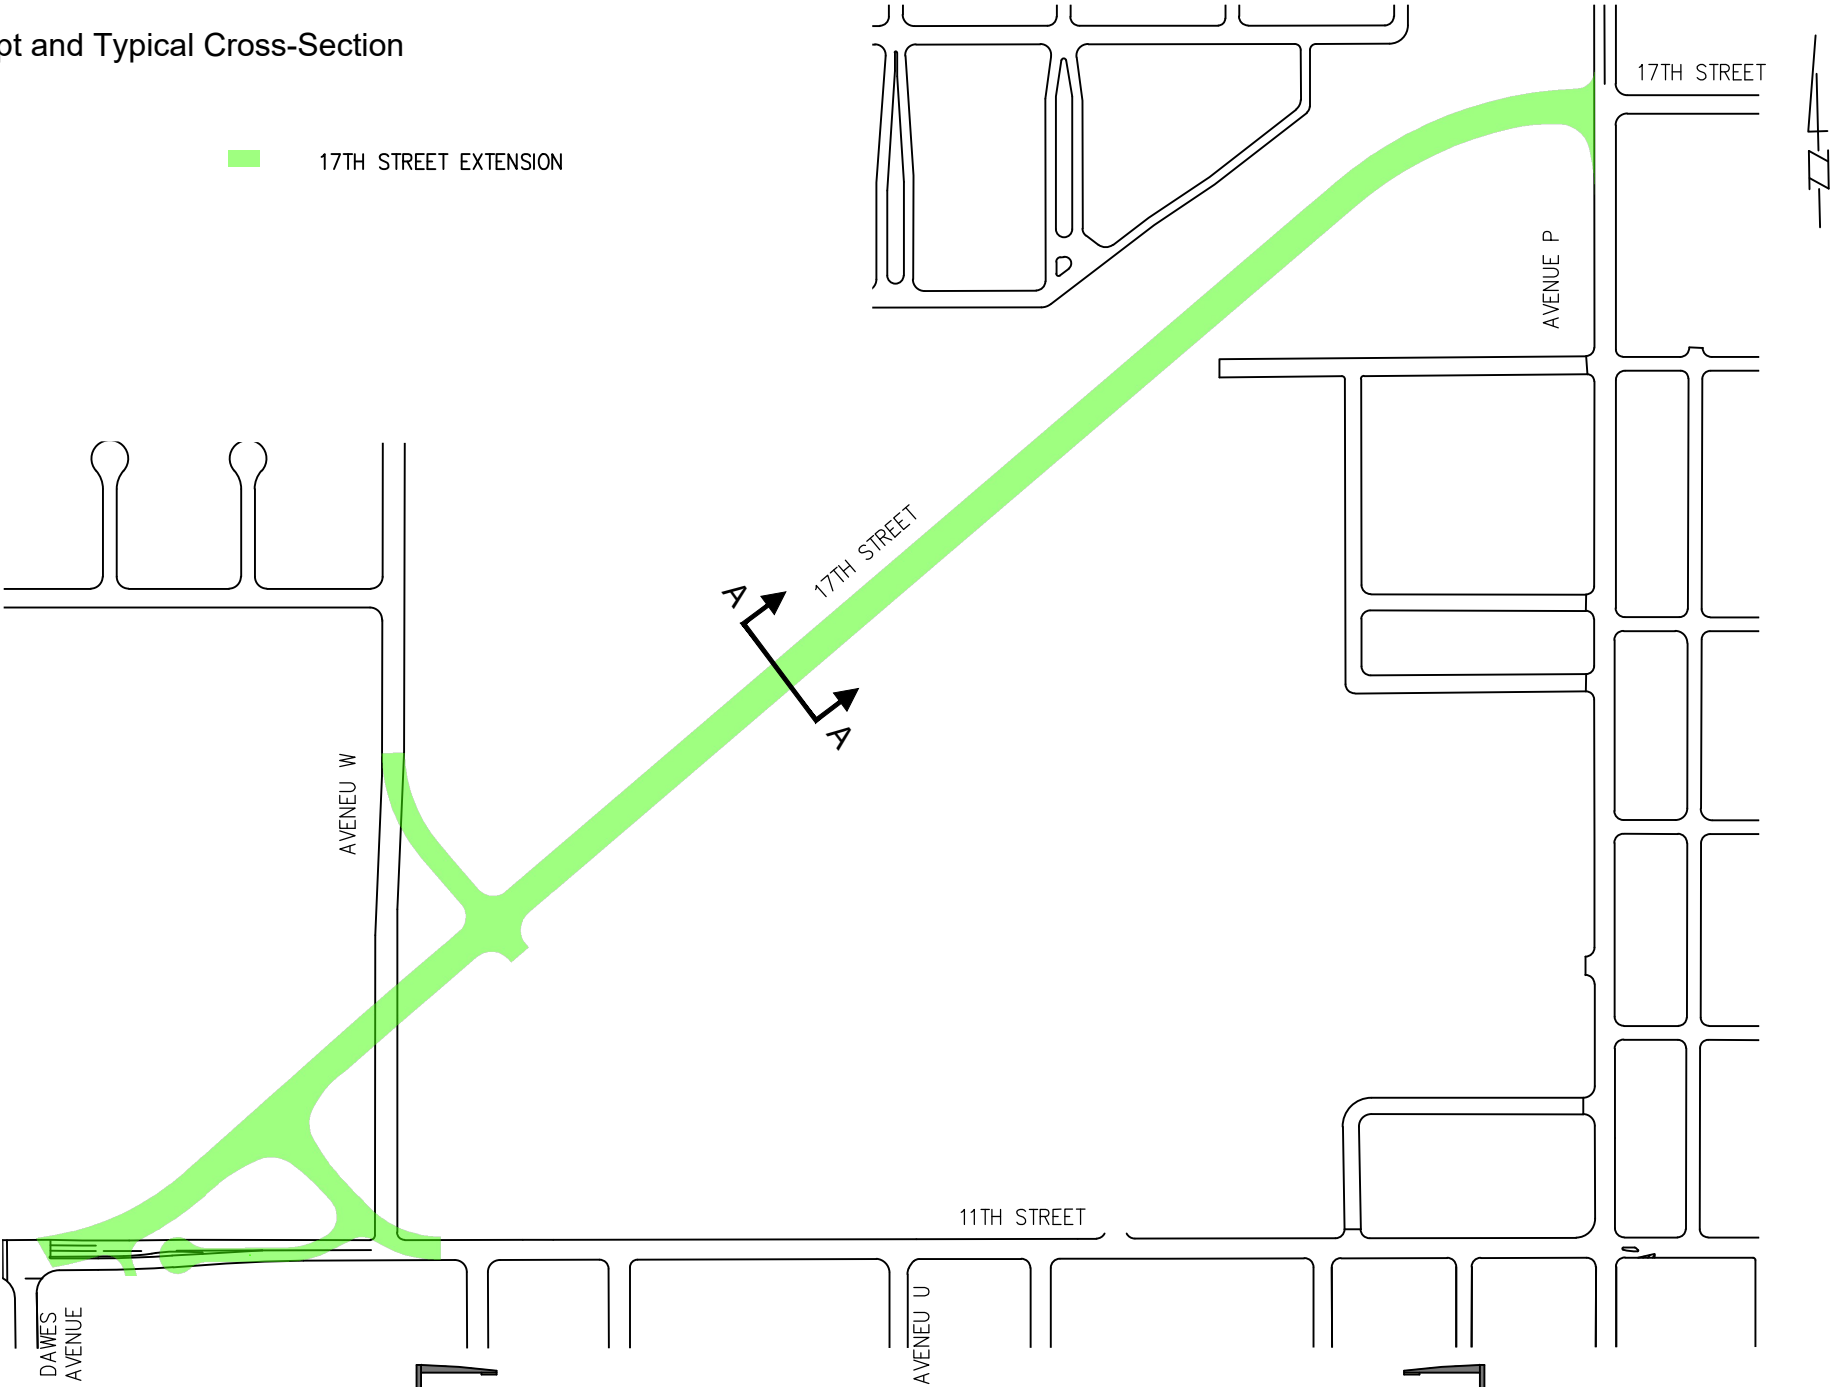 pt and Typical Cross-Section
17TH STREET
17TH STREET EXTENSION
AVENUE P
17TH STREET
A
A
AVENEU W
11TH STREET
DAWES
AVENUE
AVENEU U